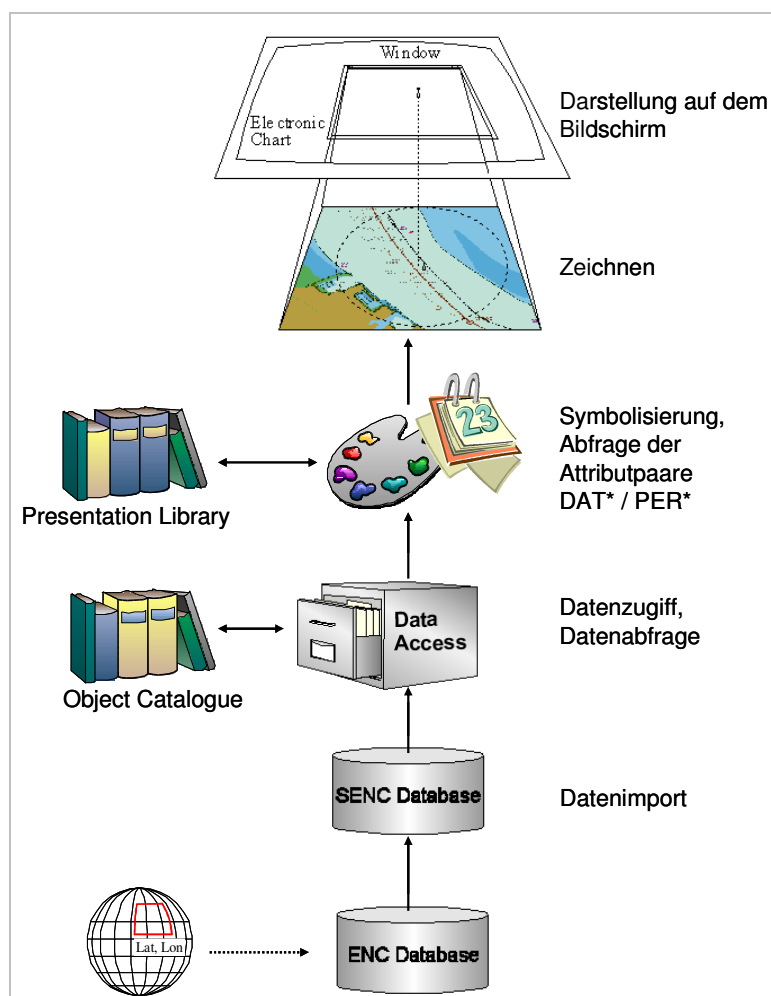 Window
Electronic
Chart
Darstellung auf dem
Bildschirm
Zeichnen
23
Symbolisierung,
Abfrage der
Attributpaare
DAT* / PER*
Presentation Library
Data
Access
Datenzugiff,
Datenabfrage
Object Catalogue
SENC Database
Datenimport
Lat, Lon
ENC Database